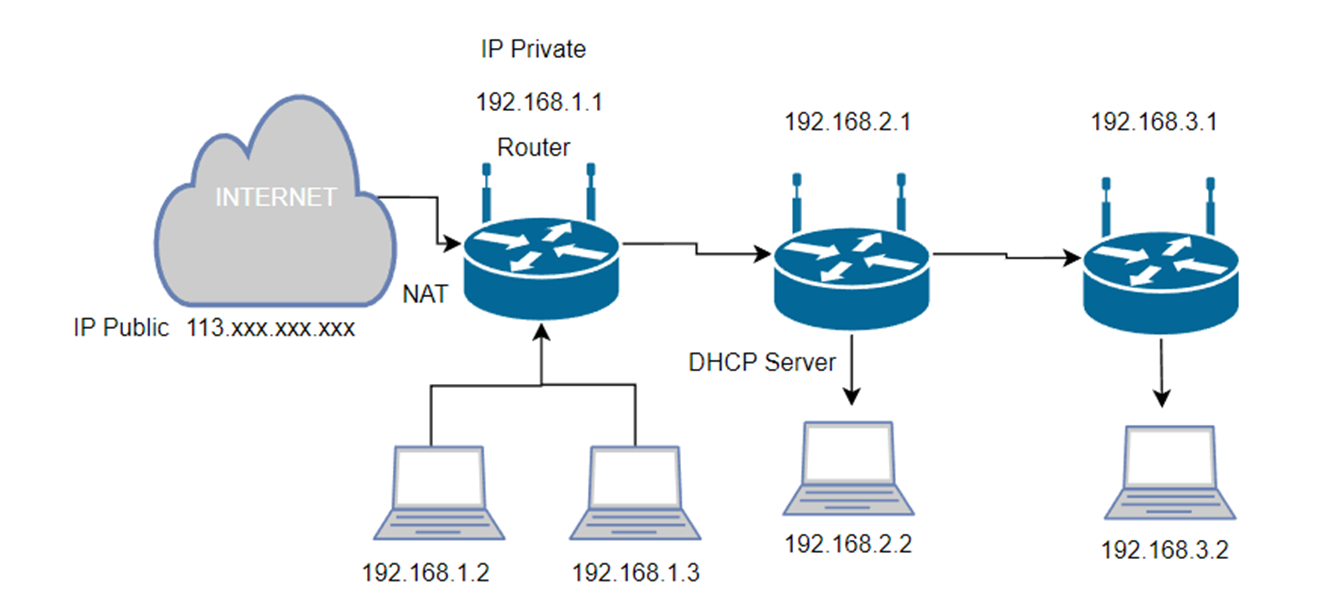 IP Private
192.168.1.1
Router
192.168.2.1
192.168.3.1
INTERNET
NAT
IP Public 113.xxx.xxx.xxx
DHCP Server
192.168.1.2
192.168.1.3
192.168.2.2
192.168.3.2